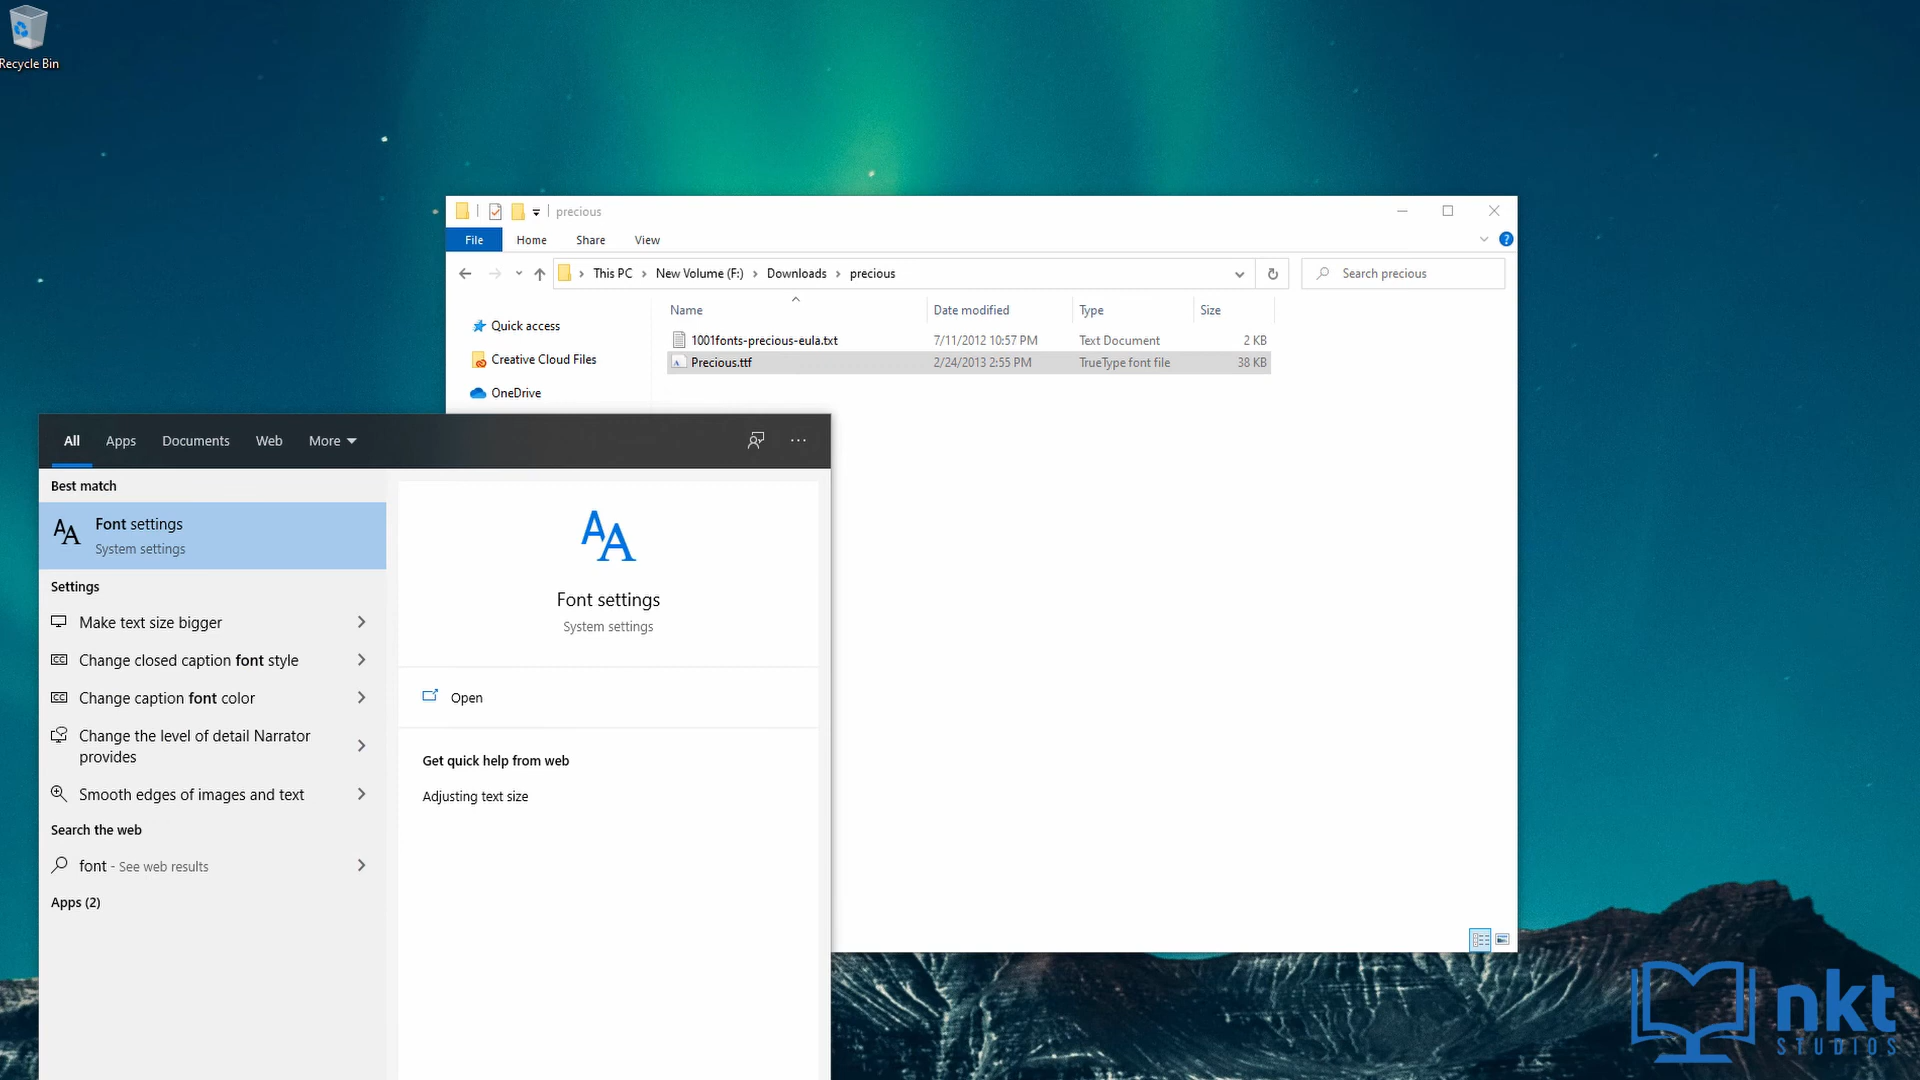 Recycle Bin
precious
File Home Share View
This PC New Volume (F:) Downloads precious
Search precious
Name Date modified Type Size
Quick access
Creative Cloud Files
OneDrive
1001fonts-precious-eula.txt 7/11/2012 10:57 PM Text Document 2 KB
Precious.ttf 2/24/2013 2:55 PM TrueType font file 38 KB
All Apps Documents Web More
Best match
Font settings
System settings
Settings
Make text size bigger
Change closed caption font style
Change caption font color
Change the level of detail Narrator
provides
Smooth edges of images and text
Search the web
font - See web results
Apps (2)
Font settings
System settings
Open
Get quick help from web
Adjusting text size
nkt
STUDIOS